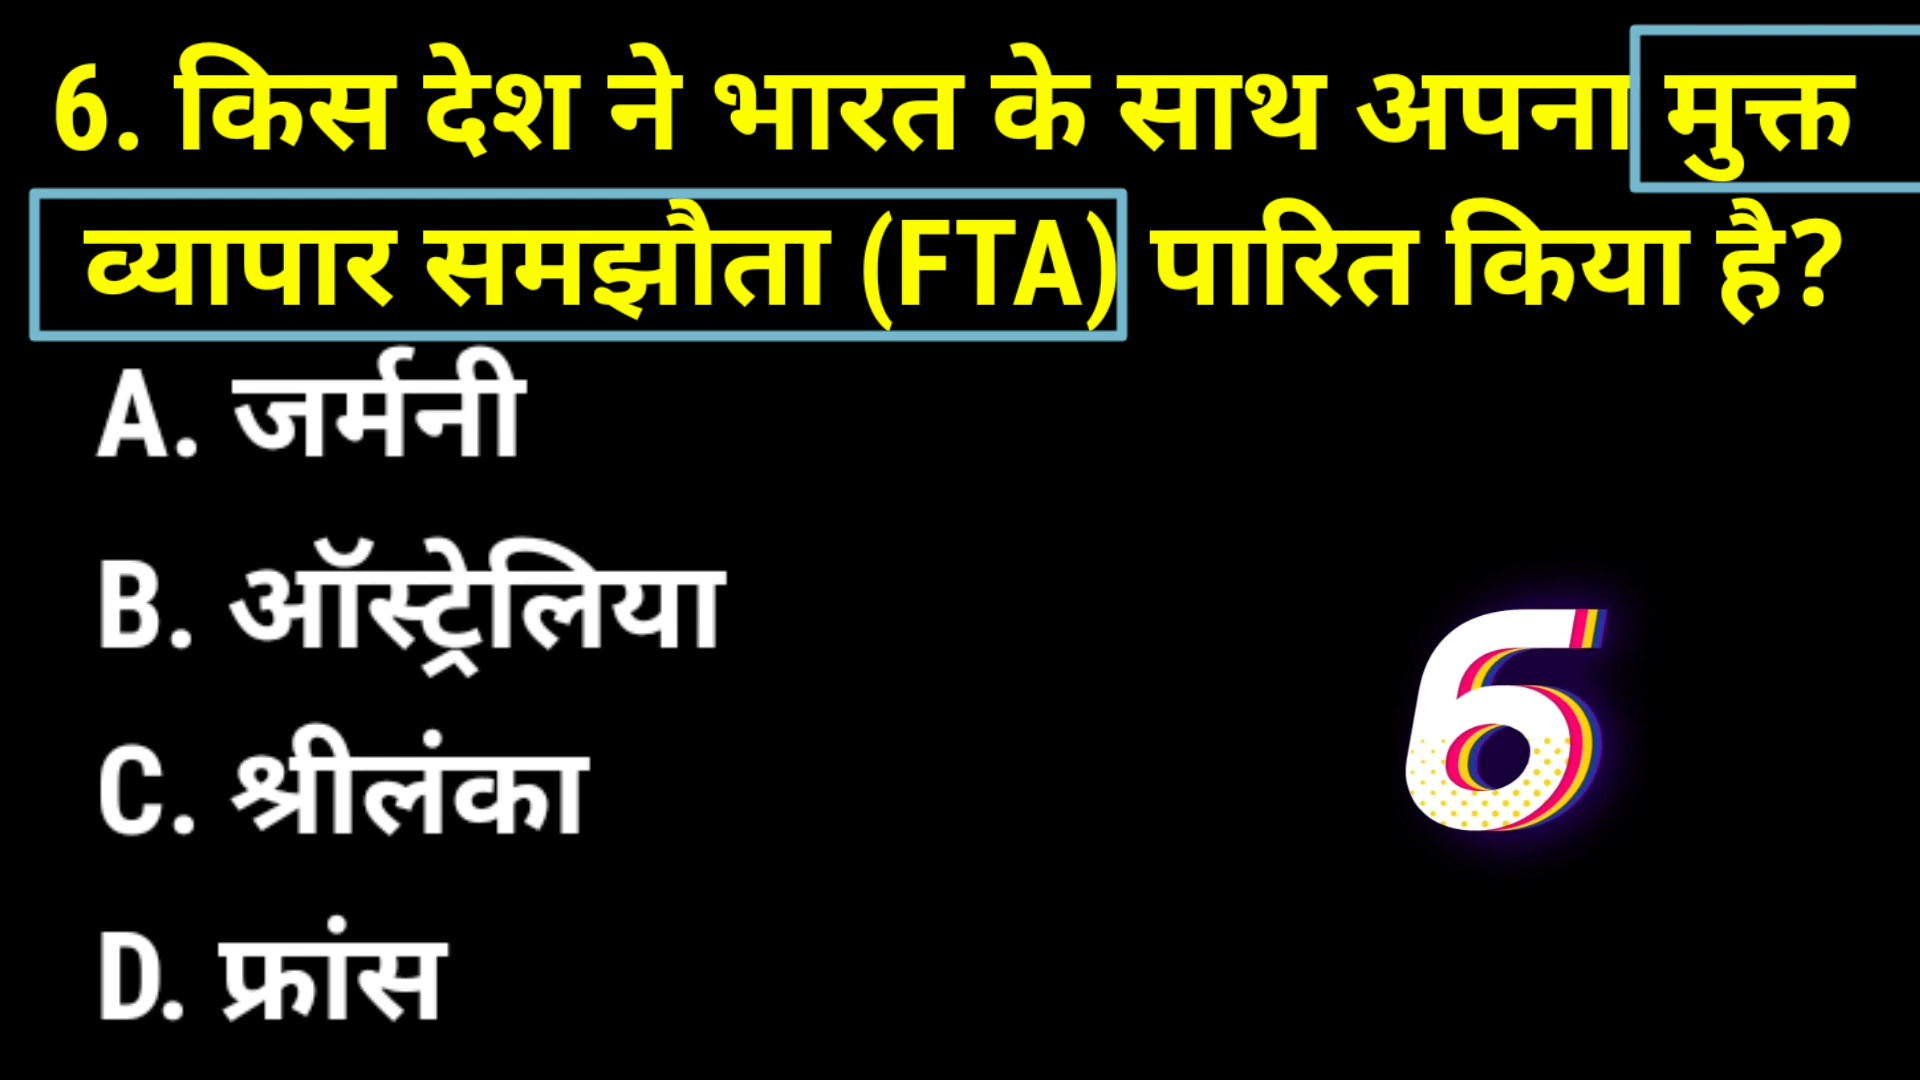 6. किस देश ने भारत के साथ अपना मुक्त
व्यापार समझौता (FTA) पारित किया है?
A. जर्मनी
B. ऑस्ट्रेलिया
C. श्रीलंका
D. फ्रांस
6